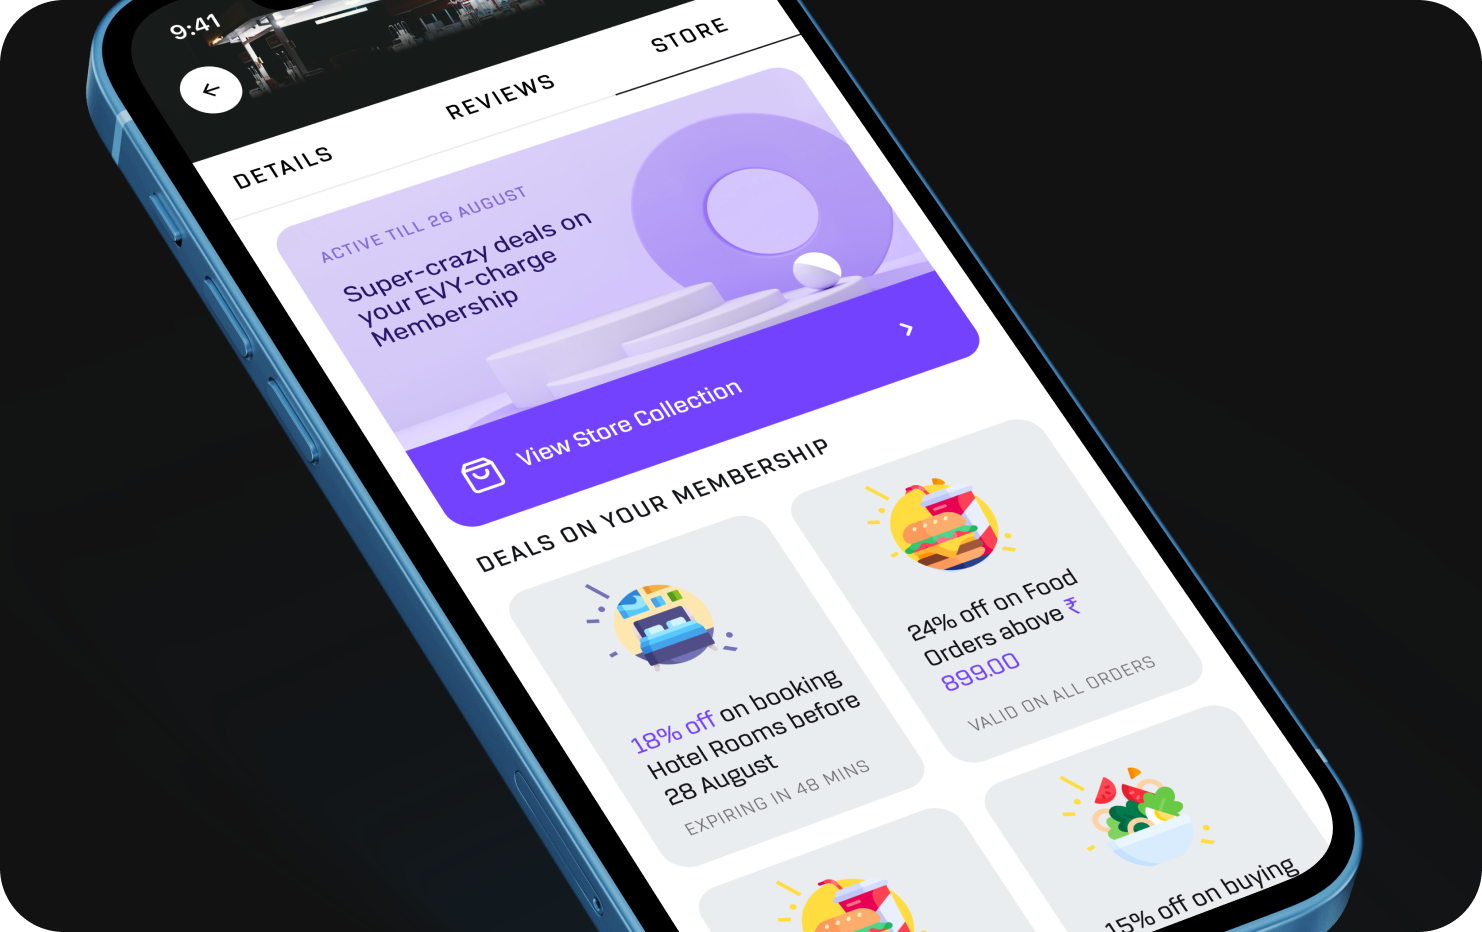 9:41
DETAILS
REVIEWS
STORE
ACTIVE TILL 26 AUGUST
Super-crazy deals on
your EVY-charge
Membership
View Store Collection
DEALS ON YOUR MEMBERSHIP
18% off on booking
Hotel Rooms before
28 August
EXPIRING IN 48 MINS
24% off on Food
Orders above ₹
899.00
VALID ON ALL ORDERS
15% off on buying